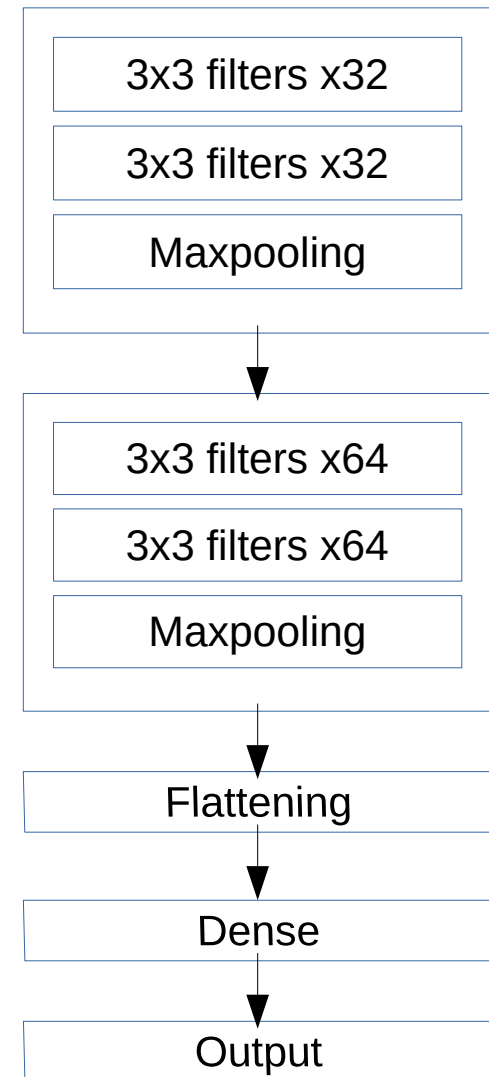 3x3 filters x32
3x3 filters x32
Maxpooling
3x3 filters x64
3x3 filters x64
Maxpooling
Flattening
Dense
Output